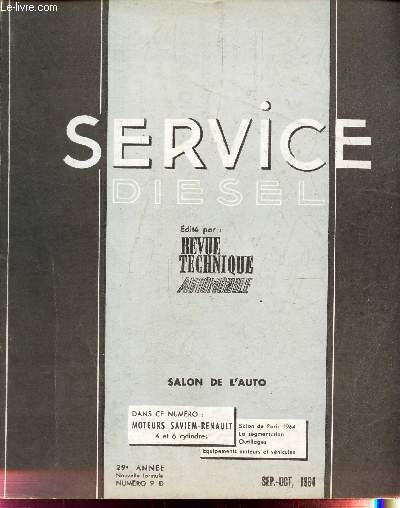 Le-livre.com
SERVICE
DIESEL
Edité par :
REVUE
TECHNIQUE
AUTOMOBILE
SALON DE L'AUTO
DANS CE NUMÉRO :
MOTEURS SAVIEM-RENAULT
4 et 6 cylindres
Salon de Paris 1964
La segmentation
Outillages
Equipements moteurs et véhicules
29e ANNÉE
Nouvelle formule
NUMÉRO 9 D
SEP.-OCT. 1964